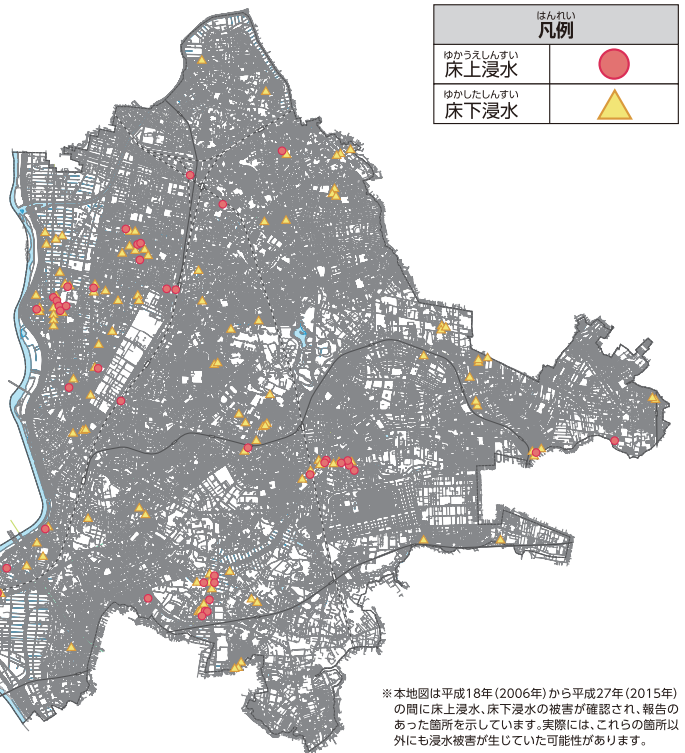 はんれい
凡例
ゆかうえしんすい
床上浸水
ゆかしたしんすい
床下浸水
※本地図は平成18年（2006年）から平成27年（2015年）
の間に床上浸水、床下浸水の被害が確認され、報告の
あった箇所を示しています。実際には、これらの箇所以
外にも浸水被害が生じていた可能性があります。